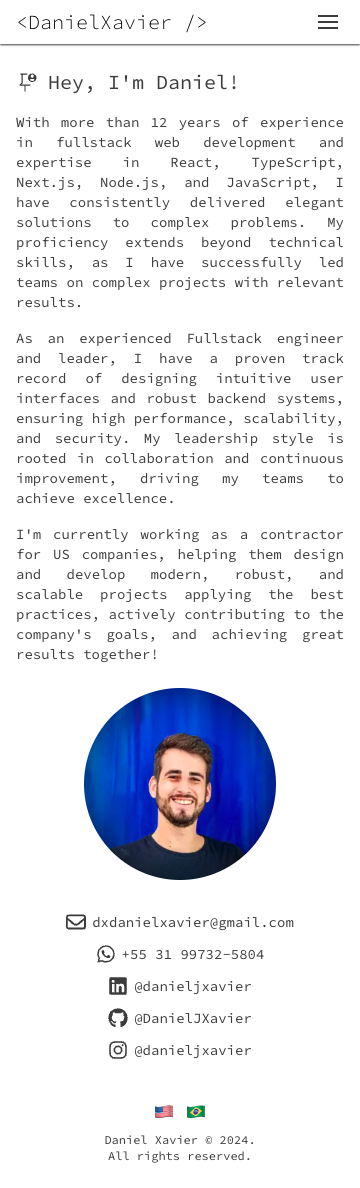 <DanielXavier />
Hey, I'm Daniel!
With more than 12 years of experience
in fullstack web development and
expertise in React, TypeScript,
Next.js, Node.js, and JavaScript, I
have consistently delivered elegant
solutions to complex problems. My
proficiency extends beyond technical
skills, as I have successfully led
teams on complex projects with relevant
results.
As an experienced Fullstack engineer
and leader, I have a proven track
record of designing intuitive user
interfaces and robust backend systems,
ensuring high performance, scalability,
and security. My leadership style is
rooted in collaboration and continuous
improvement, driving my teams to
achieve excellence.
I'm currently working as a contractor
for US companies, helping them design
and develop modern, robust, and
scalable projects applying the best
practices, actively contributing to the
company's goals, and achieving great
results together!
dxdanielxavier@gmail.com
+55 31 99732-5804
@danieljxavier
@DanielJXavier
@danieljxavier
Daniel Xavier © 2024.
All rights reserved.